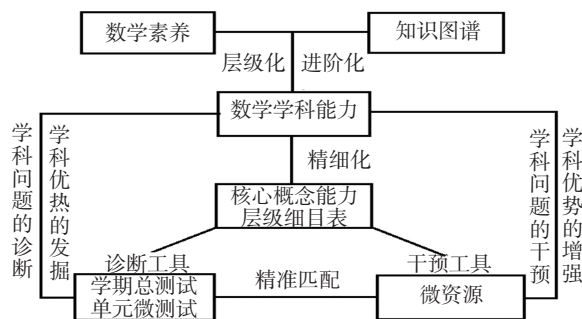 数学素养
知识图谱
层级化
进阶化
数学学科能力
精细化
核心概念能力
层级细目表
学科问题的诊断
学科优热的发掘
学科问题的干预
学科优势的增强
诊断工具
干预工具
学期总测试
单元微测试
精准匹配
微资源